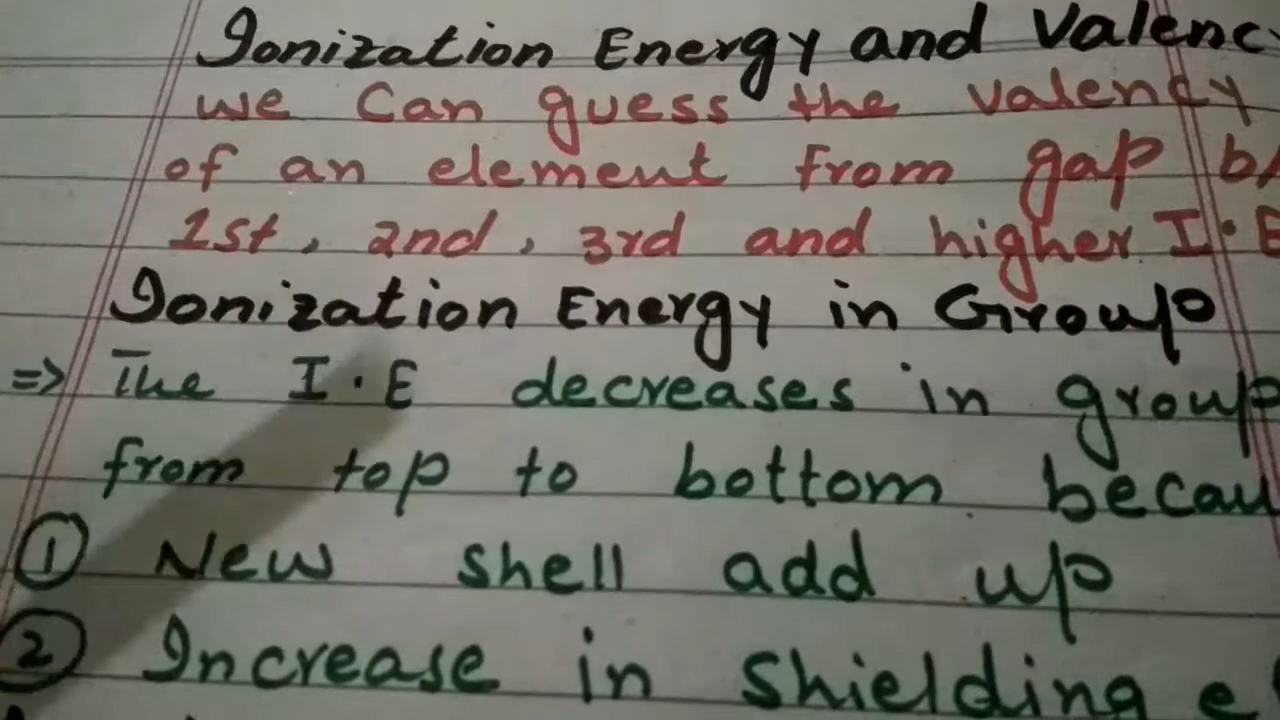 Ionization Energy and Valenc
we can guess the valency
of an element from gap b/
1st, 2nd, 3rd and higher I.E
Ionization Energy in Group
=> The I.E decreases in group
from top to bottom becau
① New shell add up
② Increase in shielding e